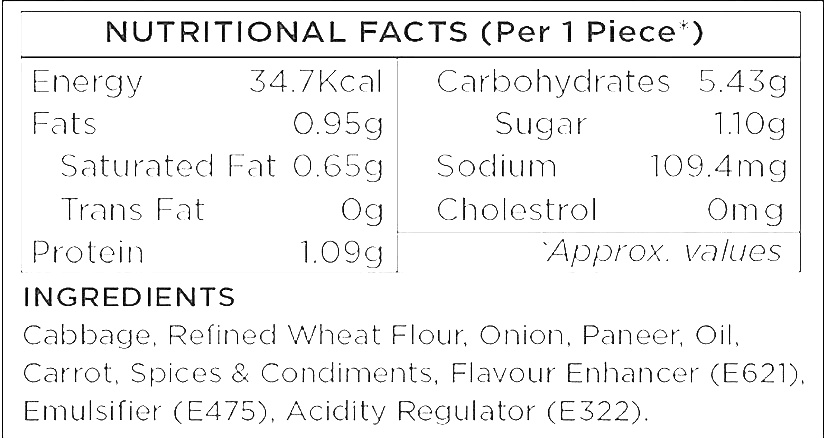 NUTRITIONAL FACTS (Per 1 Piece*)
Energy 34.7Kcal
Fats 0.95g
Saturated Fat 0.65g
Trans Fat 0g
Protein 1.09g
Carbohydrates 5.43g
Sugar 1.10g
Sodium 109.4mg
Cholestrol 0mg
*Approx. values
INGREDIENTS
Cabbage, Refined Wheat Flour, Onion, Paneer, Oil,
Carrot, Spices & Condiments, Flavour Enhancer (E621),
Emulsifier (E475), Acidity Regulator (E322).